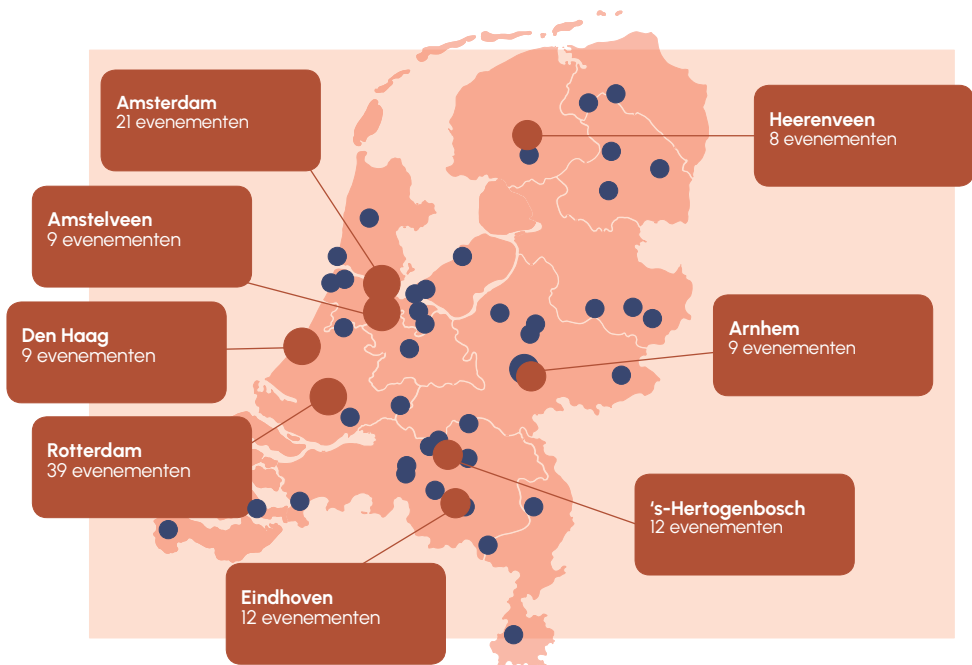 Amsterdam
21 evenementen
Heerenveen
8 evenementen
Amstelveen
9 evenementen
Den Haag
9 evenementen
Arnhem
9 evenementen
Rotterdam
39 evenementen
‘s-Hertogenbosch
12 evenementen
Eindhoven
12 evenementen